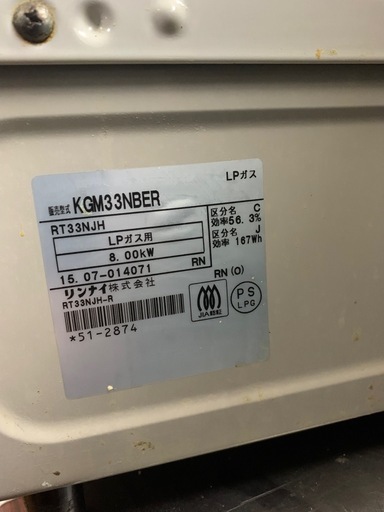 販売型式 KGM33NBER LPガス
RT33NJH
LPガス用
8.00kW
15.07-014071 RN
区分名 C
効率56.3%
区分名 J
効率 167Wh
リンナイ株式会社 RN(O)
RT33NJH-R
*51-2874
JIA認証
PS
LPG